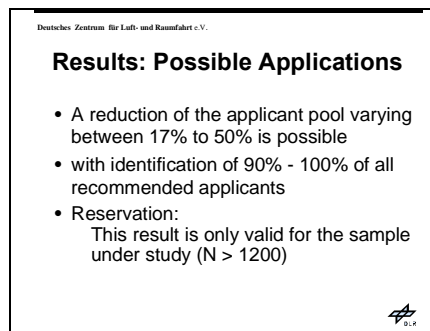 Deutsches Zentrum für Luft- und Raumfahrt e.V.
Results: Possible Applications
• A reduction of the applicant pool varying
between 17% to 50% is possible
• with identification of 90% - 100% of all
recommended applicants
• Reservation:
This result is only valid for the sample
under study (N > 1200)
DLR